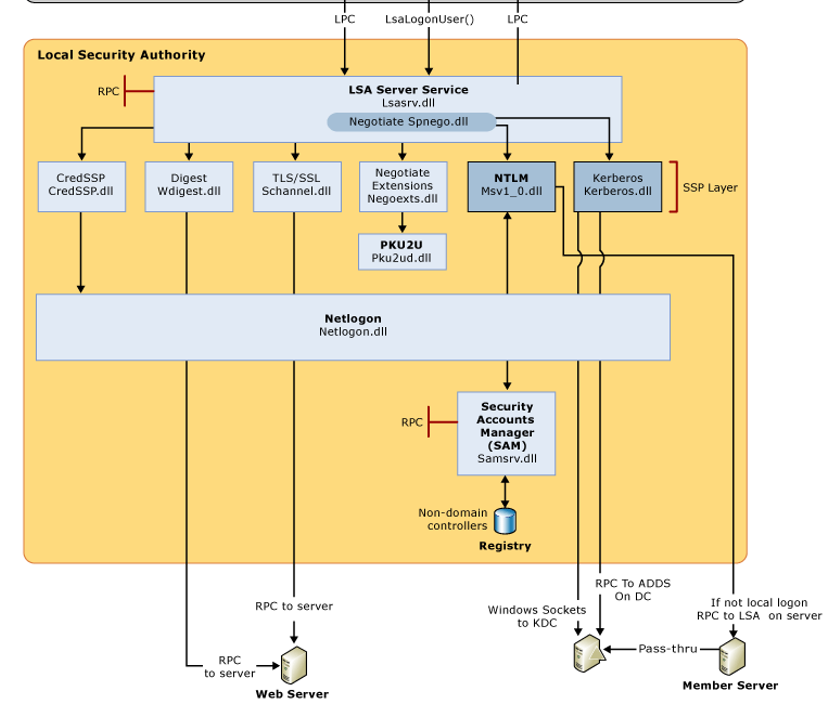 LPC
LsaLogonUser()
LPC
Local Security Authority
RPC
LSA Server Service
Lsasrv.dll
Negotiate Spnego.dll
CredSSP
CredSSP.dll
Digest
Wdigest.dll
TLS/SSL
Schannel.dll
Negotiate
Extensions
Negoexts.dll
NTLM
Msv1_0.dll
Kerberos
Kerberos.dll
SSP Layer
PKU2U
Pku2ud.dll
Netlogon
Netlogon.dll
RPC
Security
Accounts
Manager
(SAM)
Samsrv.dll
Non-domain
controllers
Registry
RPC to server
RPC
to server
Web Server
Windows Sockets
to KDC
RPC To ADDS
On DC
If not local logon
RPC to LSA on server
Pass-thru
Member Server